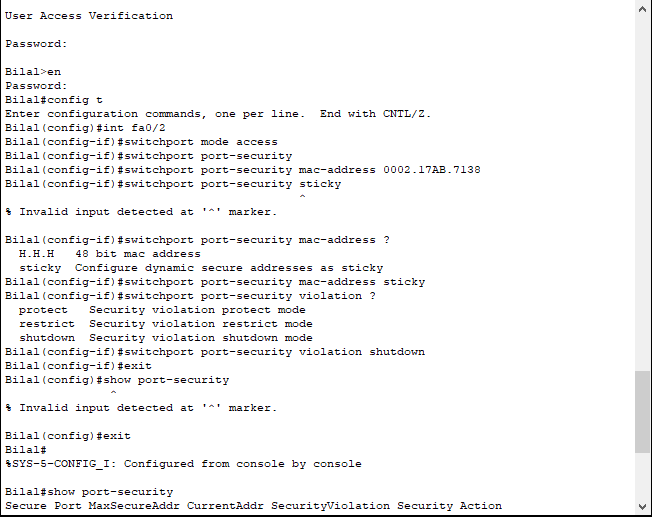 User Access Verification
Password:
Bilal>en
Password:
Bilal#config t
Enter configuration commands, one per line.  End with CNTL/Z.
Bilal(config)#int fa0/2
Bilal(config-if)#switchport mode access
Bilal(config-if)#switchport port-security
Bilal(config-if)#switchport port-security mac-address 0002.17AB.7138
Bilal(config-if)#switchport port-security sticky
^
% Invalid input detected at '^' marker.
Bilal(config-if)#switchport port-security mac-address ?
  H.H.H   48 bit mac address
  sticky  Configure dynamic secure addresses as sticky
Bilal(config-if)#switchport port-security mac-address sticky
Bilal(config-if)#switchport port-security violation ?
  protect   Security violation protect mode
  restrict  Security violation restrict mode
  shutdown  Security violation shutdown mode
Bilal(config-if)#switchport port-security violation shutdown
Bilal(config-if)#exit
Bilal(config)#show port-security
^
% Invalid input detected at '^' marker.
Bilal(config)#exit
Bilal#
%SYS-5-CONFIG_I: Configured from console by console
Bilal#show port-security
Secure Port MaxSecureAddr CurrentAddr SecurityViolation Security Action